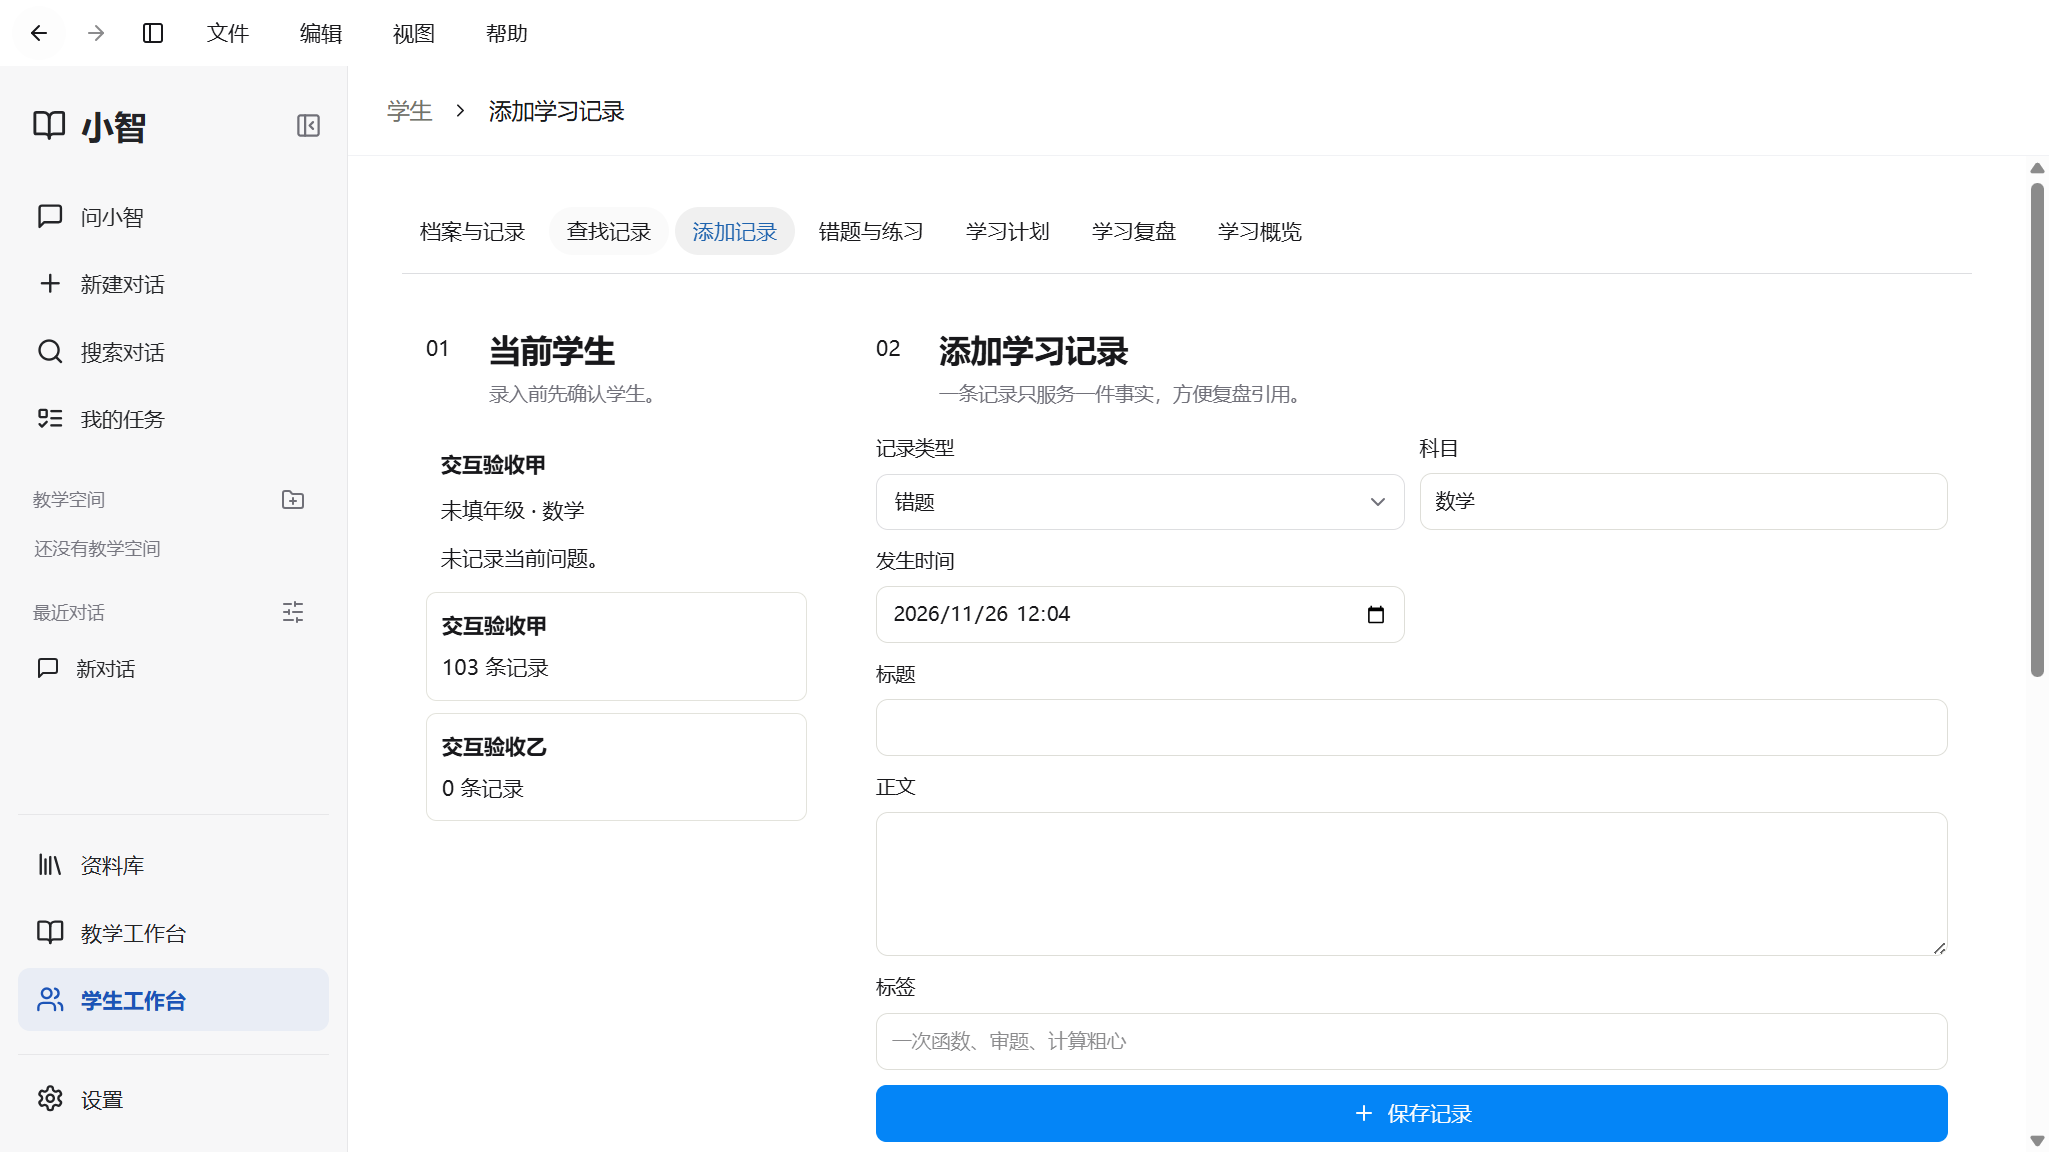 文件 编辑 视图 帮助
小智
问小智
新建对话
搜索对话
我的任务
教学空间
还没有教学空间
最近对话
新对话
资料库
教学工作台
学生工作台
设置
学生 > 添加学习记录
档案与记录 查找记录 添加记录 错题与练习 学习计划 学习复盘 学习概览
01 当前学生
录入前先确认学生。
交互验收甲
未填年级 · 数学
未记录当前问题。
交互验收甲
103 条记录
交互验收乙
0 条记录
02 添加学习记录
一条记录只服务一件事实，方便复盘引用。
记录类型
错题
科目
数学
发生时间
2026/11/26 12:04
标题
正文
标签
一次函数、审题、计算粗心
保存记录